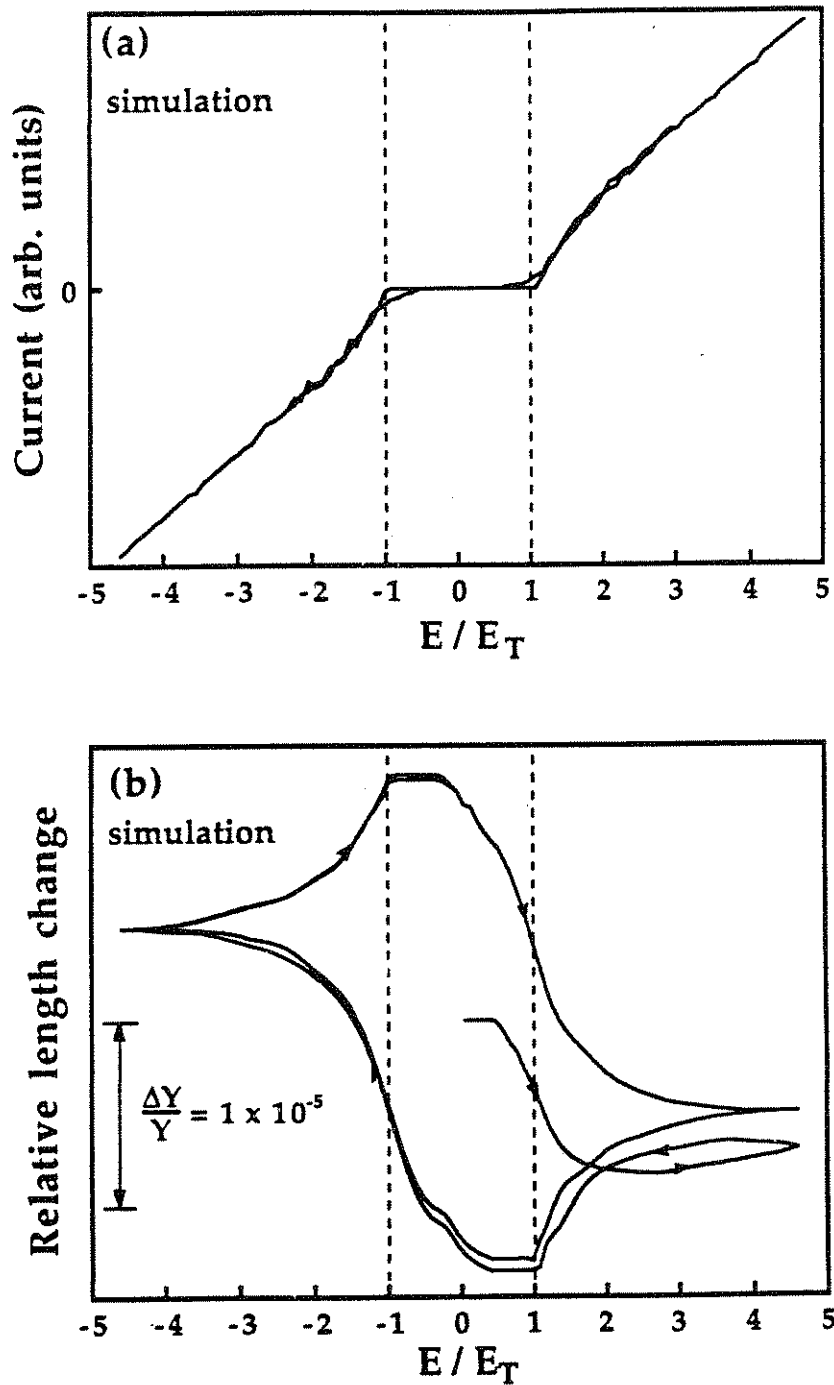 (a)
simulation
Current (arb. units)
0
-5 -4 -3 -2 -1 0 1 2 3 4 5
E / E_T
(b)
simulation
Relative length change
ΔY/Y = 1 x 10⁻⁵
-5 -4 -3 -2 -1 0 1 2 3 4 5
E / E_T